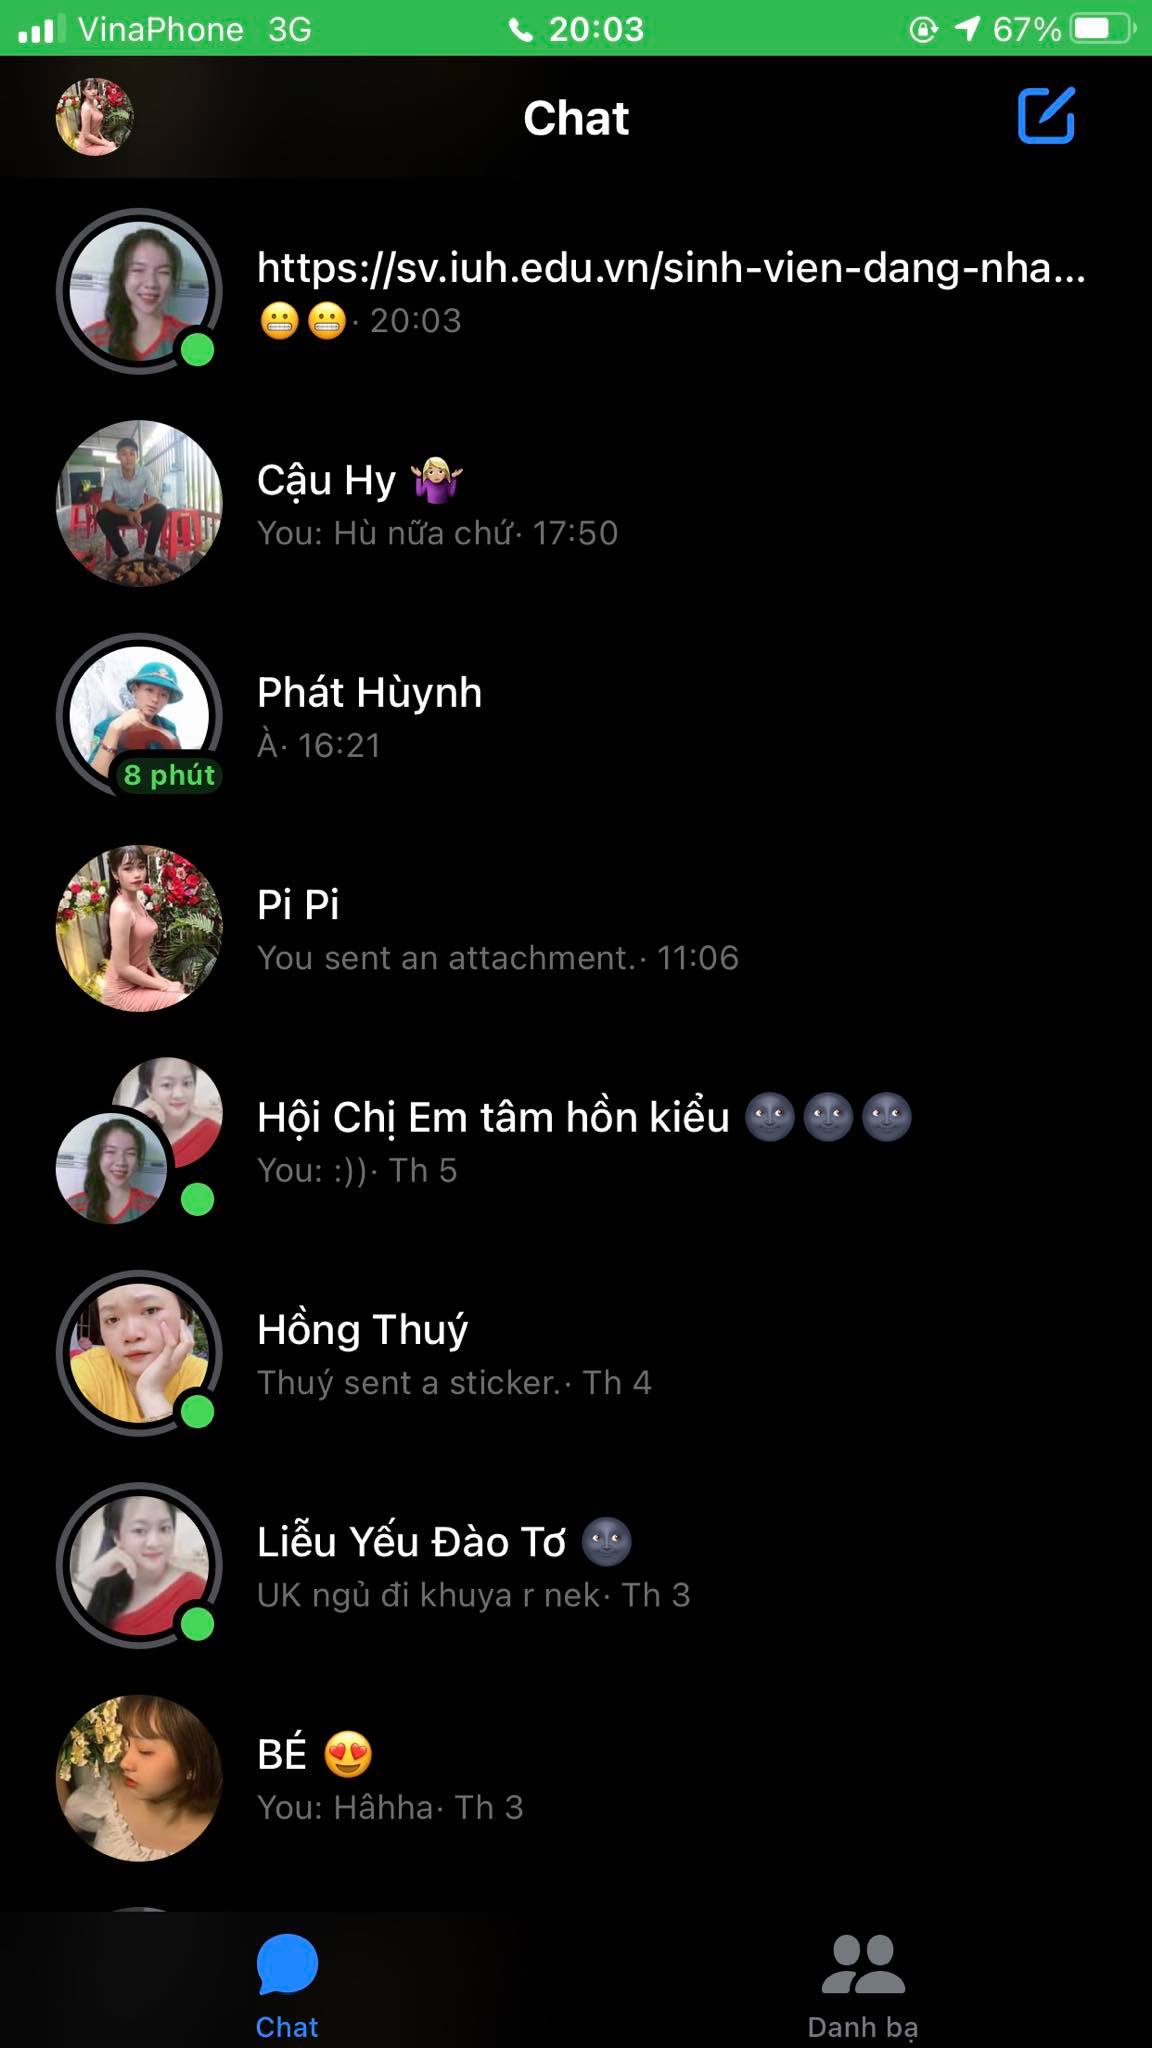 VinaPhone 3G 20:03 67%
Chat
https://sv.iuh.edu.vn/sinh-vien-dang-nha...
😬😬· 20:03
Cậu Hy 🤷🏼‍♀️
You: Hù nữa chứ· 17:50
Phát Hùynh
À· 16:21
8 phút
Pi Pi
You sent an attachment.· 11:06
Hội Chị Em tâm hồn kiểu 🌚🌚🌚
You: :))· Th 5
Hồng Thuý
Thuý sent a sticker.· Th 4
Liễu Yếu Đào Tơ 🌚
UK ngủ đi khuya r nek· Th 3
BÉ 😍
You: Hâhha· Th 3
Chat
Danh bạ